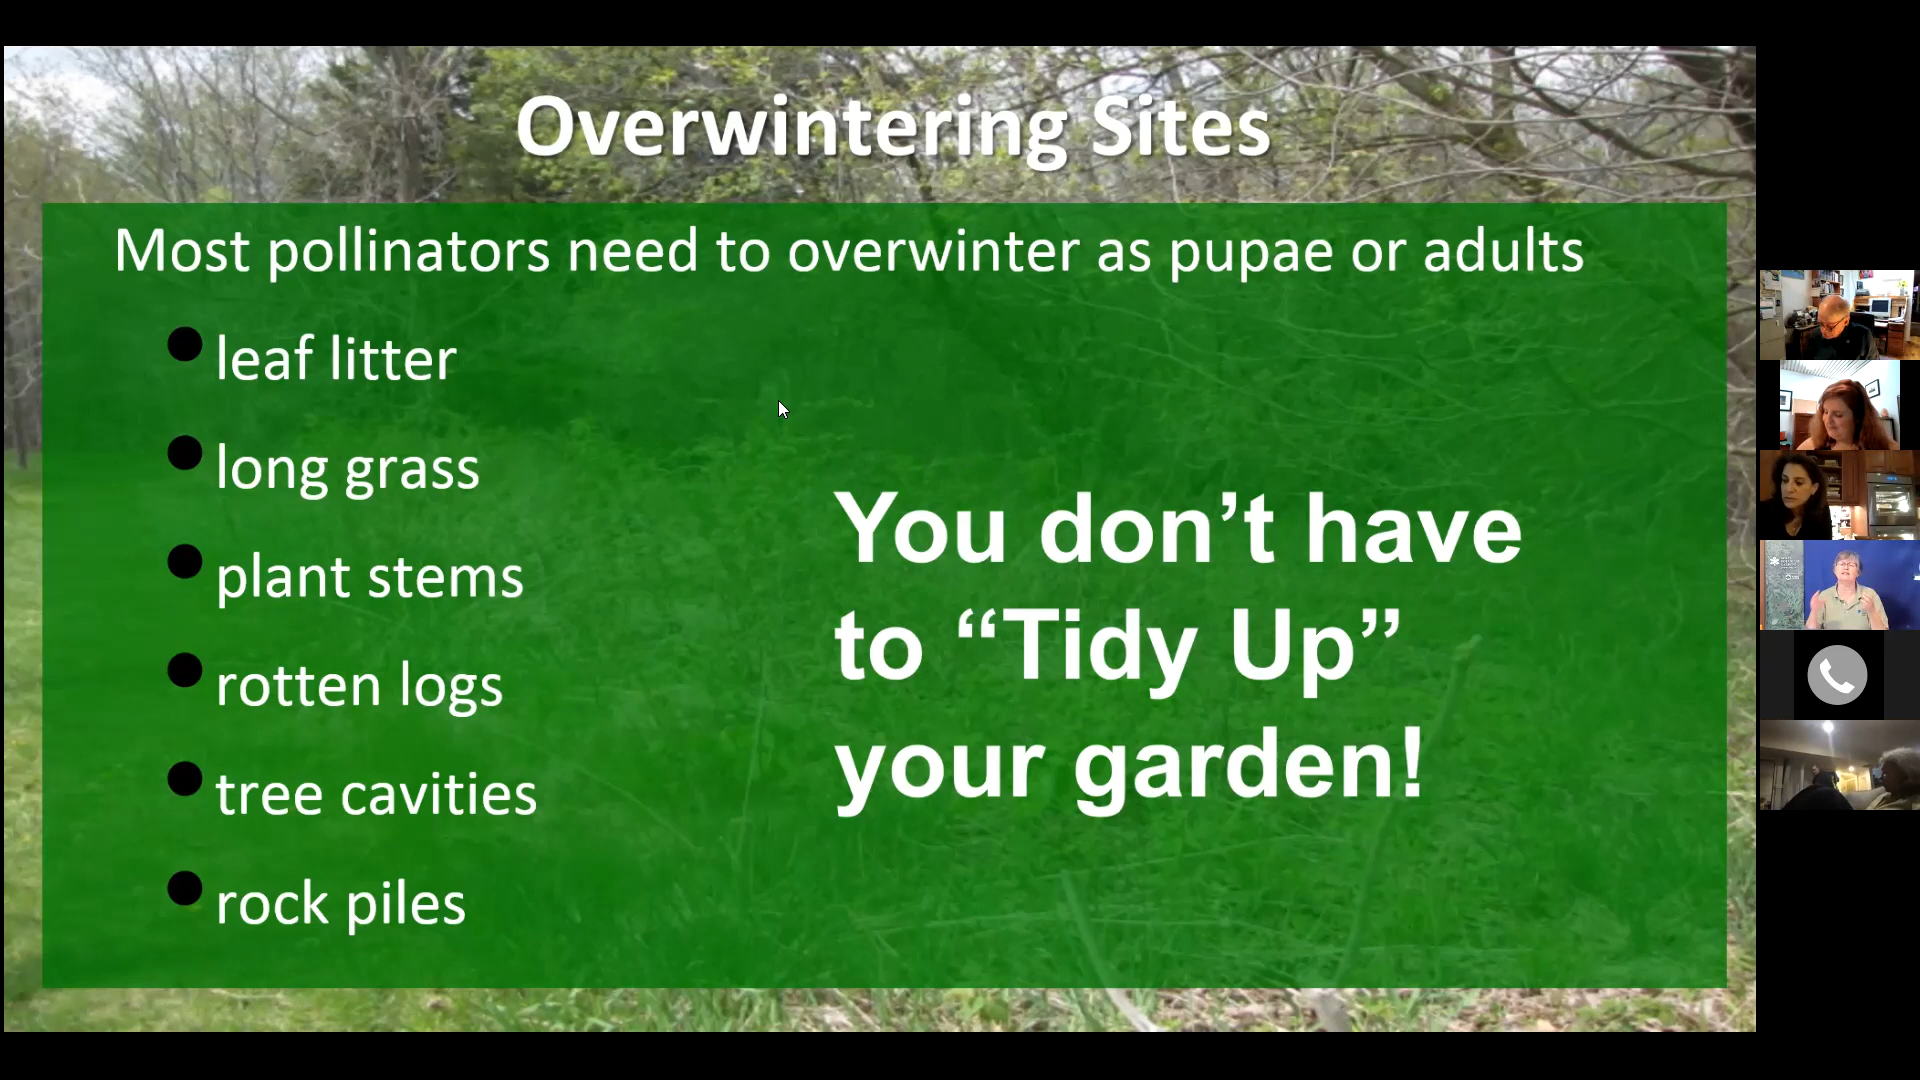 Overwintering Sites
Most pollinators need to overwinter as pupae or adults
leaf litter
long grass
plant stems
rotten logs
tree cavities
rock piles
You don’t have
to “Tidy Up”
your garden!